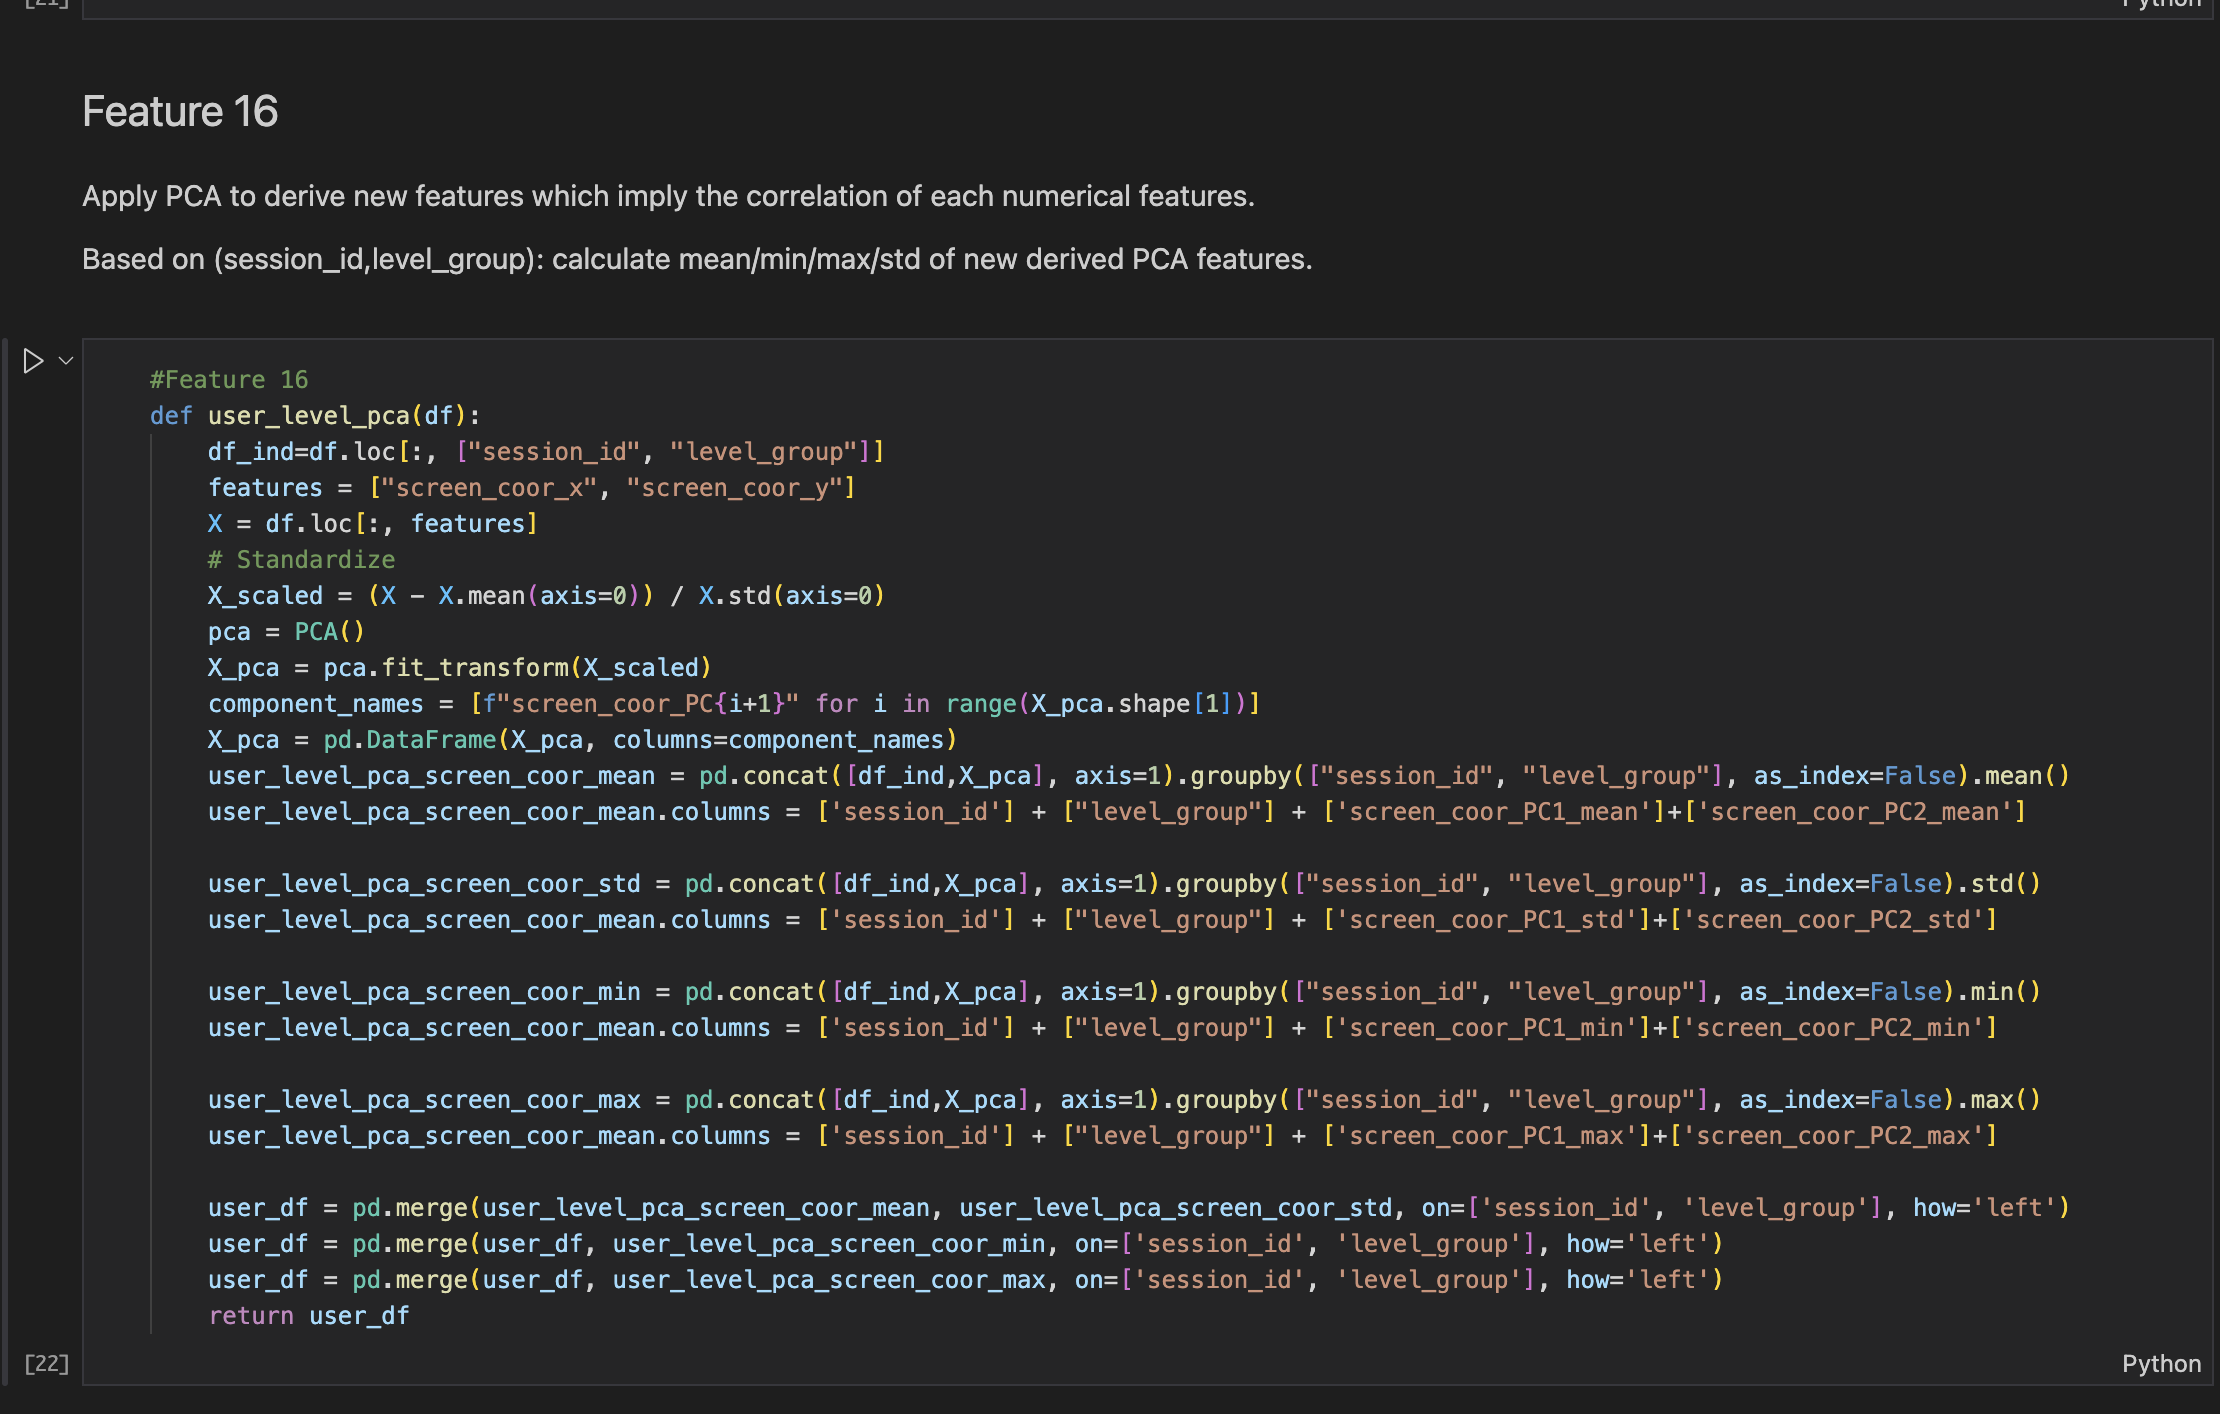 [21]
Python
Feature 16
Apply PCA to derive new features which imply the correlation of each numerical features.
Based on (session_id,level_group): calculate mean/min/max/std of new derived PCA features.
#Feature 16
def user_level_pca(df):
    df_ind=df.loc[:, ["session_id", "level_group"]]
    features = ["screen_coor_x", "screen_coor_y"]
    X = df.loc[:, features]
    # Standardize
    X_scaled = (X - X.mean(axis=0)) / X.std(axis=0)
    pca = PCA()
    X_pca = pca.fit_transform(X_scaled)
    component_names = [f"screen_coor_PC{i+1}" for i in range(X_pca.shape[1])]
    X_pca = pd.DataFrame(X_pca, columns=component_names)
    user_level_pca_screen_coor_mean = pd.concat([df_ind,X_pca], axis=1).groupby(["session_id", "level_group"], as_index=False).mean()
    user_level_pca_screen_coor_mean.columns = ['session_id'] + ["level_group"] + ['screen_coor_PC1_mean']+['screen_coor_PC2_mean']
    user_level_pca_screen_coor_std = pd.concat([df_ind,X_pca], axis=1).groupby(["session_id", "level_group"], as_index=False).std()
    user_level_pca_screen_coor_mean.columns = ['session_id'] + ["level_group"] + ['screen_coor_PC1_std']+['screen_coor_PC2_std']
    user_level_pca_screen_coor_min = pd.concat([df_ind,X_pca], axis=1).groupby(["session_id", "level_group"], as_index=False).min()
    user_level_pca_screen_coor_mean.columns = ['session_id'] + ["level_group"] + ['screen_coor_PC1_min']+['screen_coor_PC2_min']
    user_level_pca_screen_coor_max = pd.concat([df_ind,X_pca], axis=1).groupby(["session_id", "level_group"], as_index=False).max()
    user_level_pca_screen_coor_mean.columns = ['session_id'] + ["level_group"] + ['screen_coor_PC1_max']+['screen_coor_PC2_max']
    user_df = pd.merge(user_level_pca_screen_coor_mean, user_level_pca_screen_coor_std, on=['session_id', 'level_group'], how='left')
    user_df = pd.merge(user_df, user_level_pca_screen_coor_min, on=['session_id', 'level_group'], how='left')
    user_df = pd.merge(user_df, user_level_pca_screen_coor_max, on=['session_id', 'level_group'], how='left')
    return user_df
[22]
Python